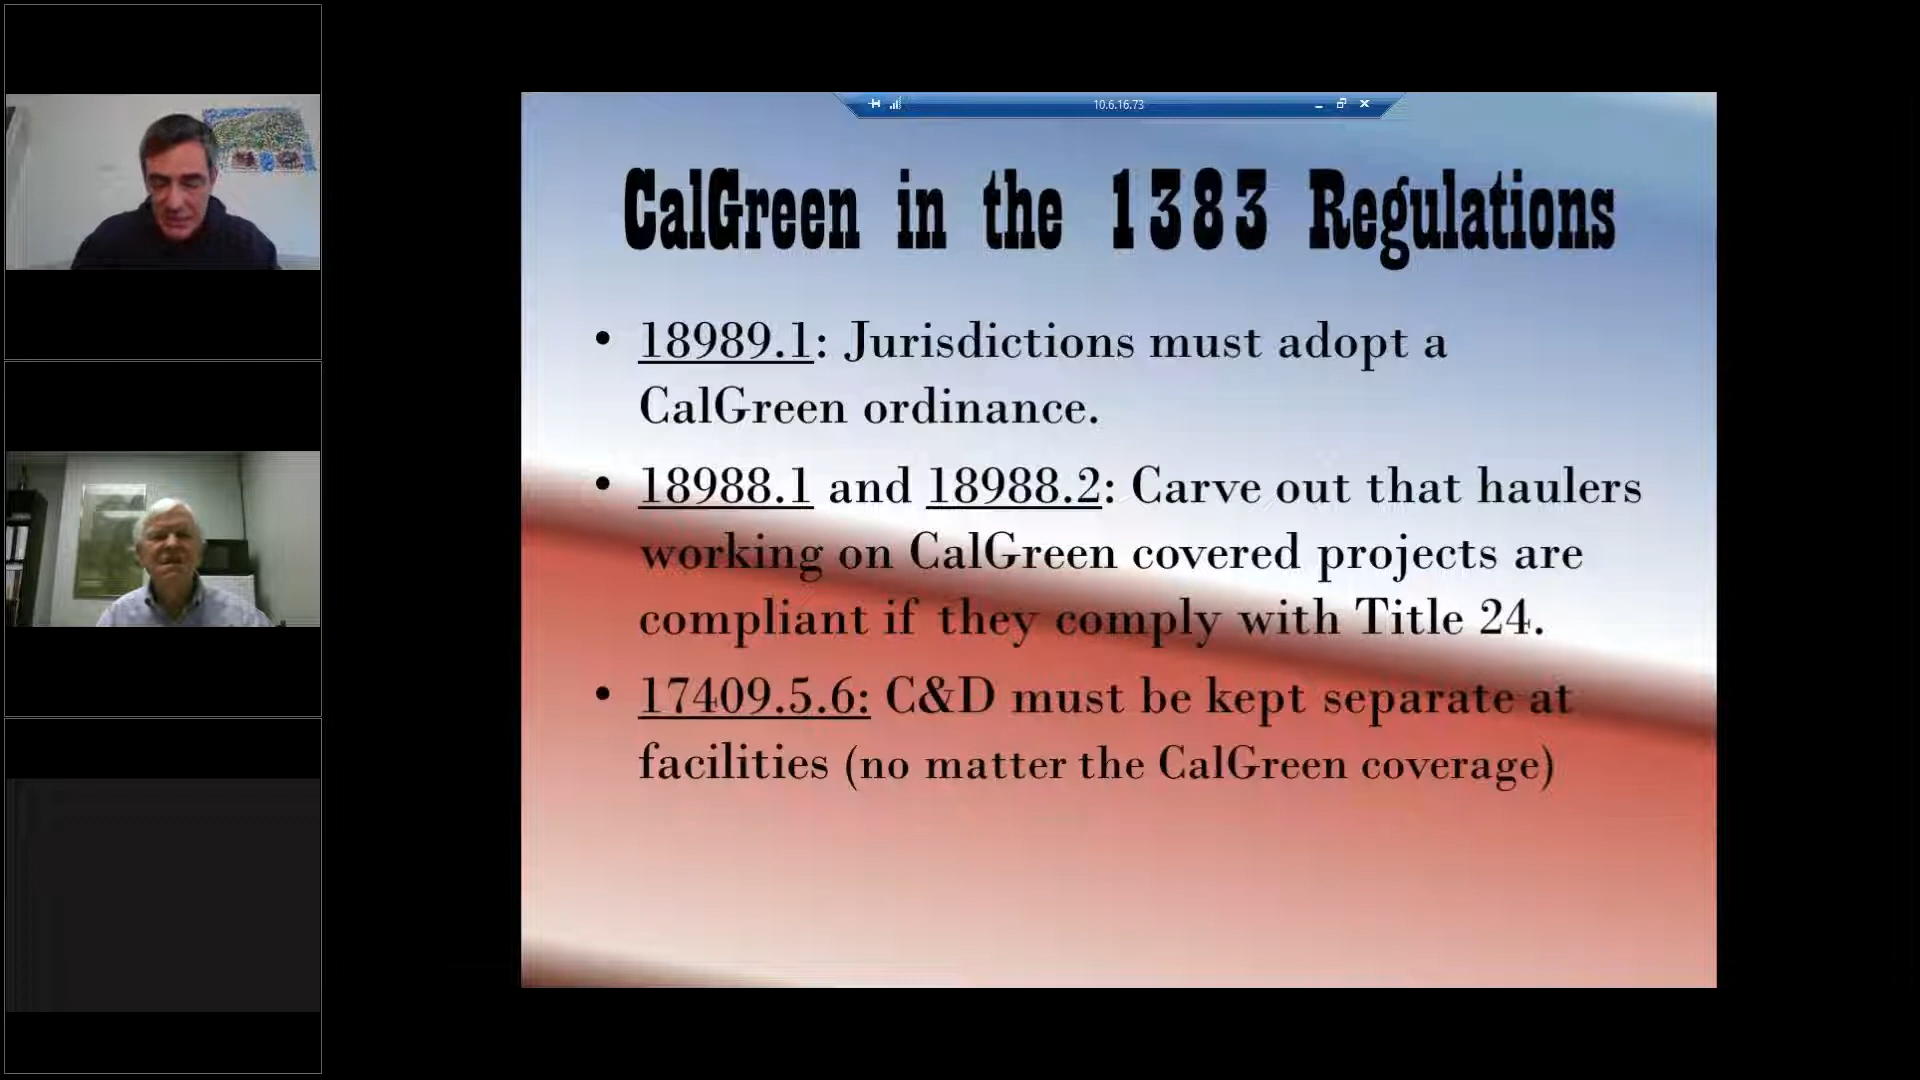 10.6.16.73
CalGreen in the 1383 Regulations
• 18989.1: Jurisdictions must adopt a
CalGreen ordinance.
• 18988.1 and 18988.2: Carve out that haulers
working on CalGreen covered projects are
compliant if they comply with Title 24.
• 17409.5.6: C&D must be kept separate at
facilities (no matter the CalGreen coverage)